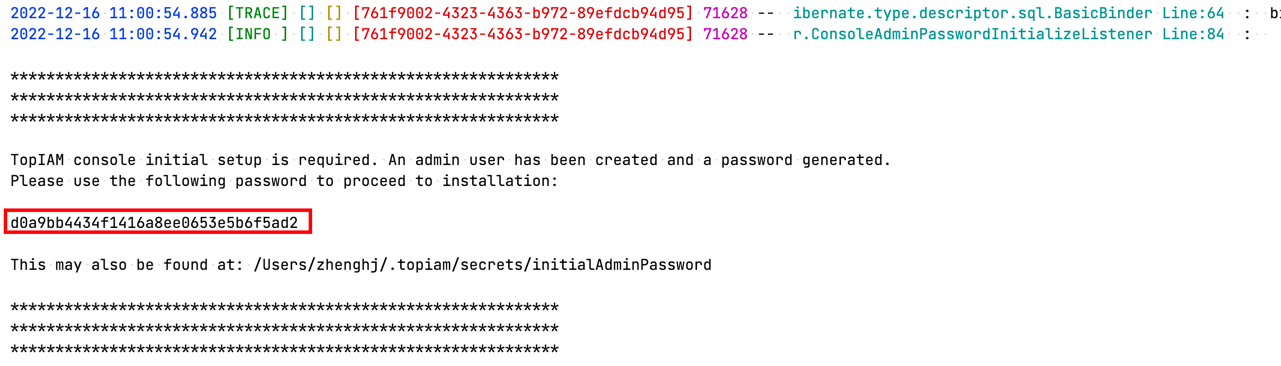 2022-12-16 11:00:54.885 [TRACE] [] [] [761f9002-4323-4363-b972-89efdcb94d95] 71628 -- ibernate.type.descriptor.sql.BasicBinder Line:64 : bi
2022-12-16 11:00:54.942 [INFO ] [] [] [761f9002-4323-4363-b972-89efdcb94d95] 71628 -- r.ConsoleAdminPasswordInitializeListener Line:84 :
*************************************************************
*************************************************************
*************************************************************
TopIAM console initial setup is required. An admin user has been created and a password generated.
Please use the following password to proceed to installation:
d0a9bb4434f1416a8ee0653e5b6f5ad2
This may also be found at: /Users/zhenghj/.topiam/secrets/initialAdminPassword
*************************************************************
*************************************************************
*************************************************************